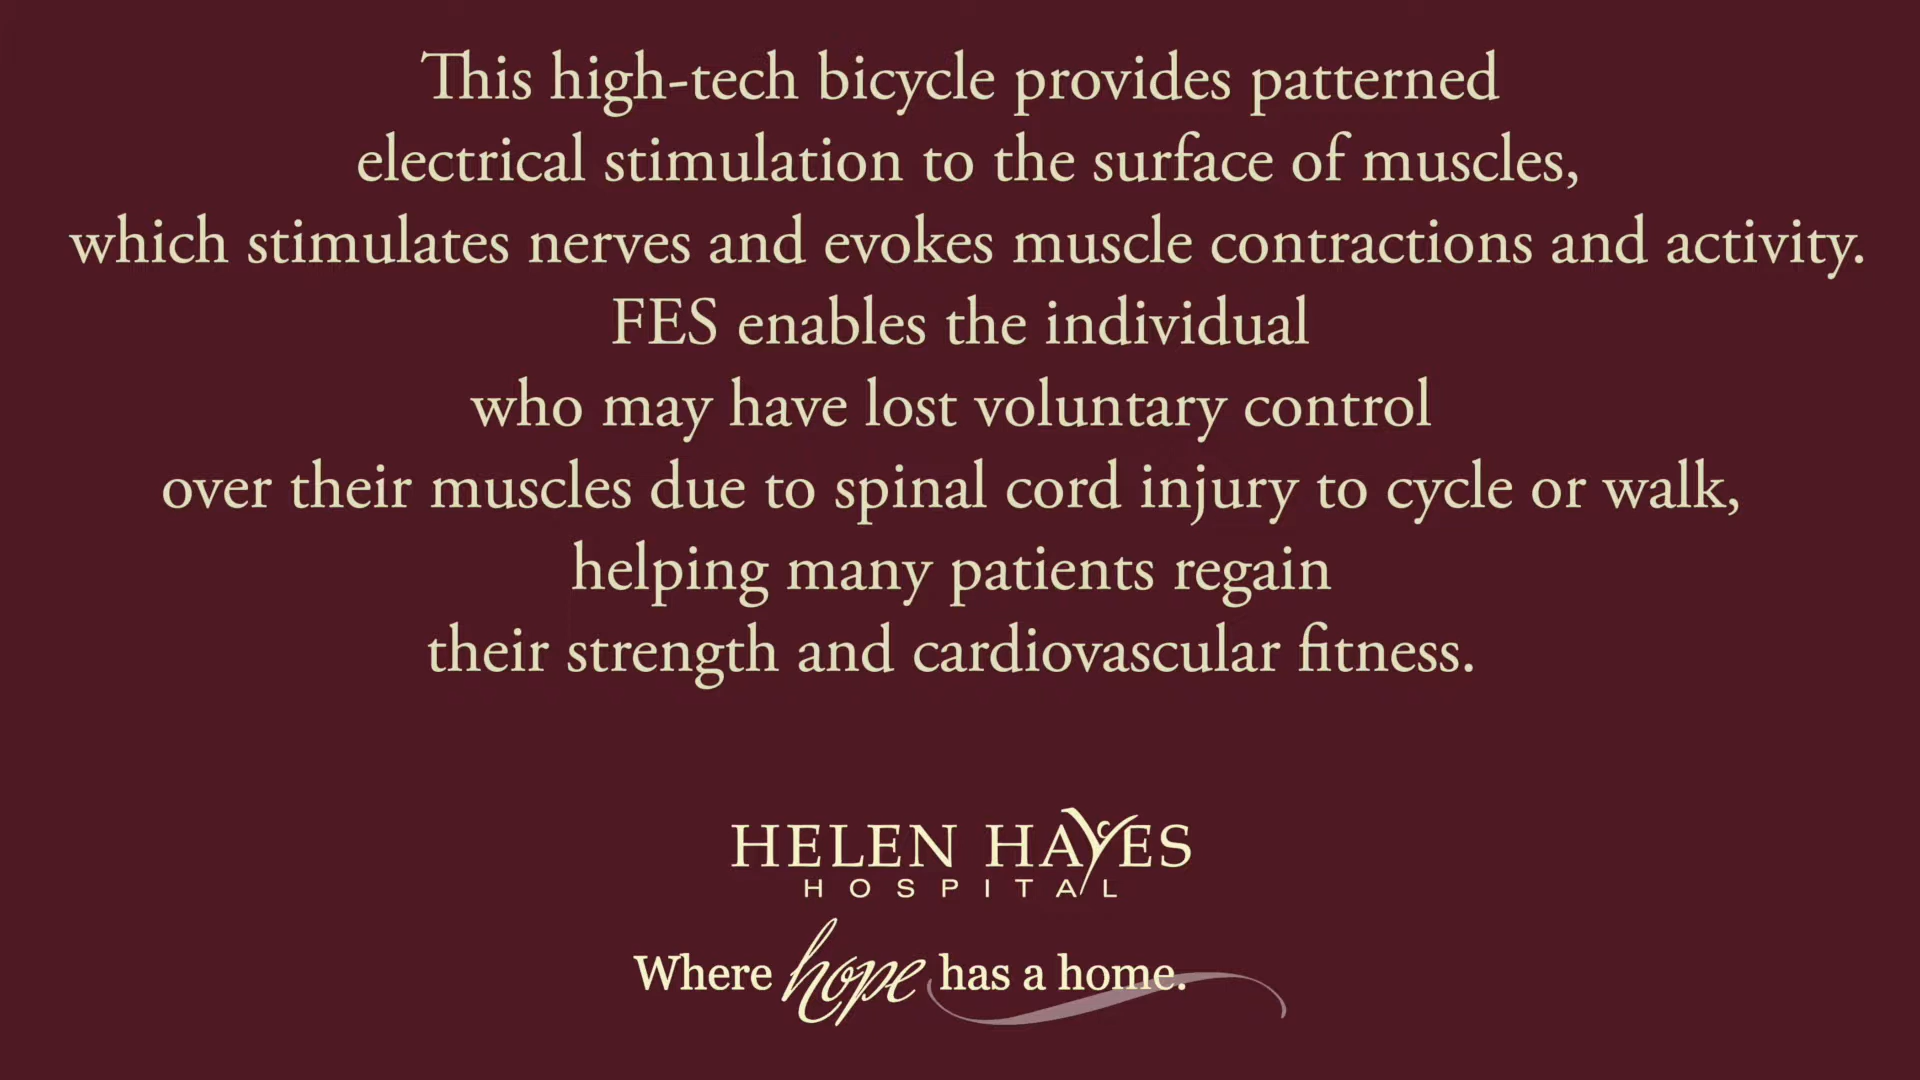 This high-tech bicycle provides patterned
electrical stimulation to the surface of muscles,
which stimulates nerves and evokes muscle contractions and activity.
FES enables the individual
who may have lost voluntary control
over their muscles due to spinal cord injury to cycle or walk,
helping many patients regain
their strength and cardiovascular fitness.
HELEN HAYES
HOSPITAL
Where hope has a home.